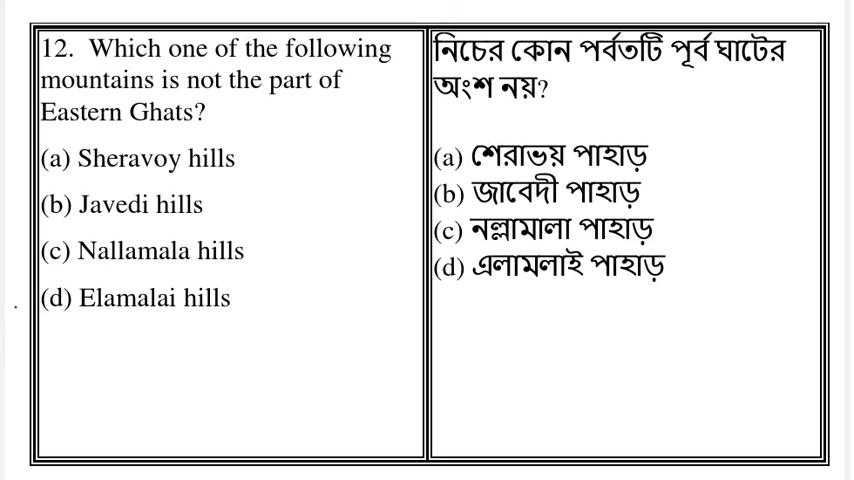 12. Which one of the following
mountains is not the part of
Eastern Ghats?
(a) Sheravoy hills
(b) Javedi hills
(c) Nallamala hills
(d) Elamalai hills
নিচের কোন পর্বতটি পূর্ব ঘাটের
অংশ নয়?
(a) শেরাভয় পাহাড়
(b) জাবেদী পাহাড়
(c) নল্লামালা পাহাড়
(d) এলামলাই পাহাড়